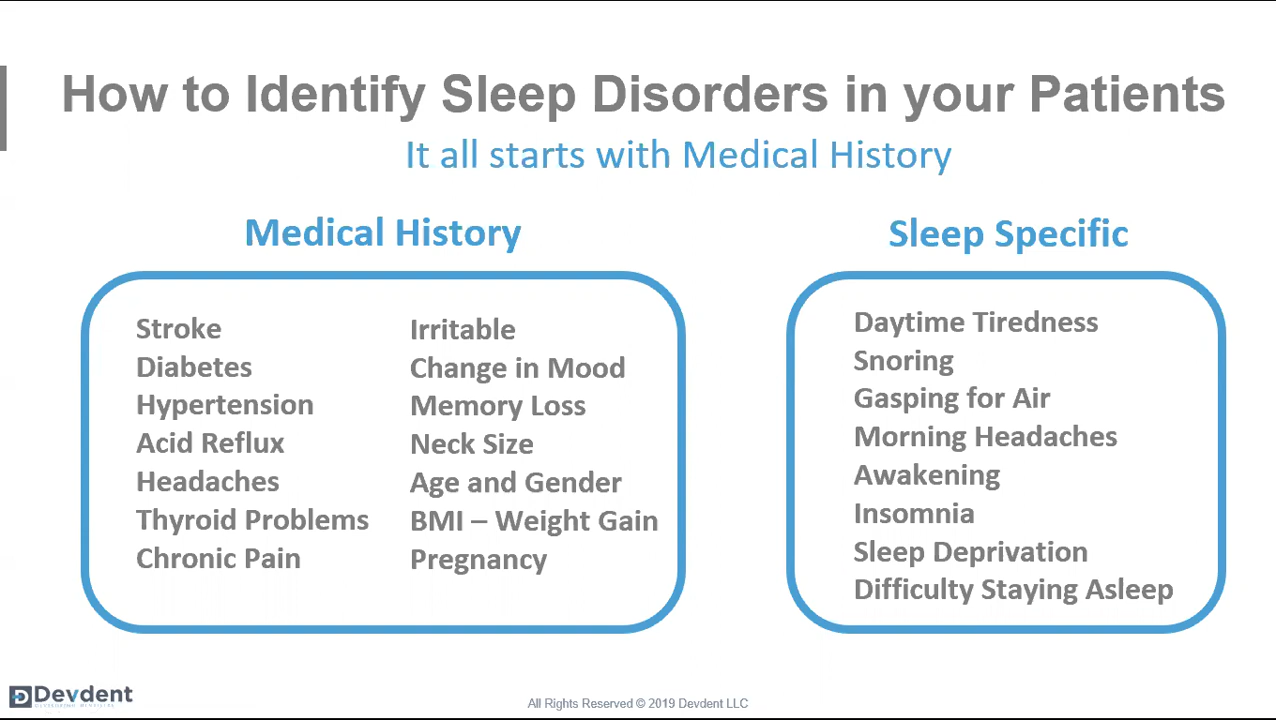 How to Identify Sleep Disorders in your Patients
It all starts with Medical History
Medical History
Stroke
Diabetes
Hypertension
Acid Reflux
Headaches
Thyroid Problems
Chronic Pain
Irritable
Change in Mood
Memory Loss
Neck Size
Age and Gender
BMI – Weight Gain
Pregnancy
Sleep Specific
Daytime Tiredness
Snoring
Gasping for Air
Morning Headaches
Awakening
Insomnia
Sleep Deprivation
Difficulty Staying Asleep
Devdent
All Rights Reserved © 2019 Devdent LLC